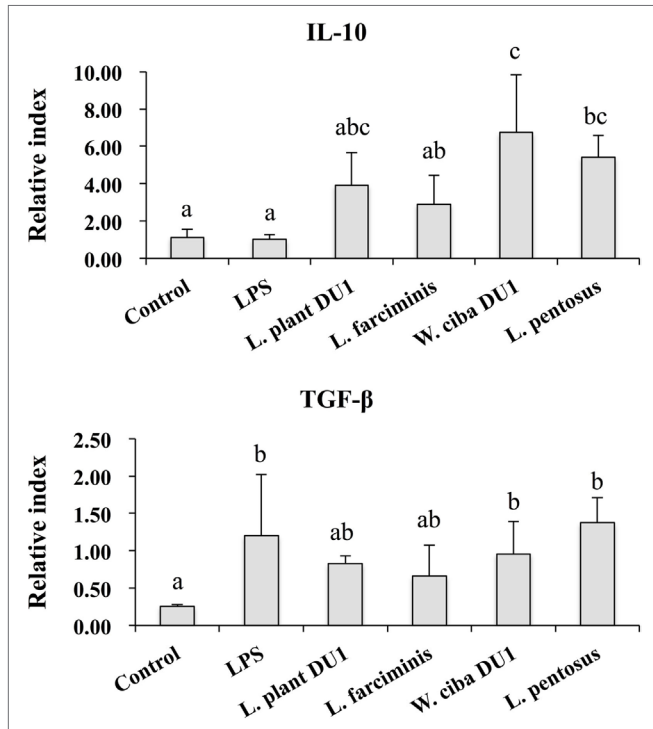 IL-10
Relative index
10.00
8.00
6.00
4.00
2.00
0.00
a
a
abc
ab
c
bc
Control
LPS
L. plant DU1
L. farciminis
W. ciba DU1
L. pentosus
TGF-β
Relative index
2.50
2.00
1.50
1.00
0.50
0.00
a
b
ab
ab
b
b
Control
LPS
L. plant DU1
L. farciminis
W. ciba DU1
L. pentosus